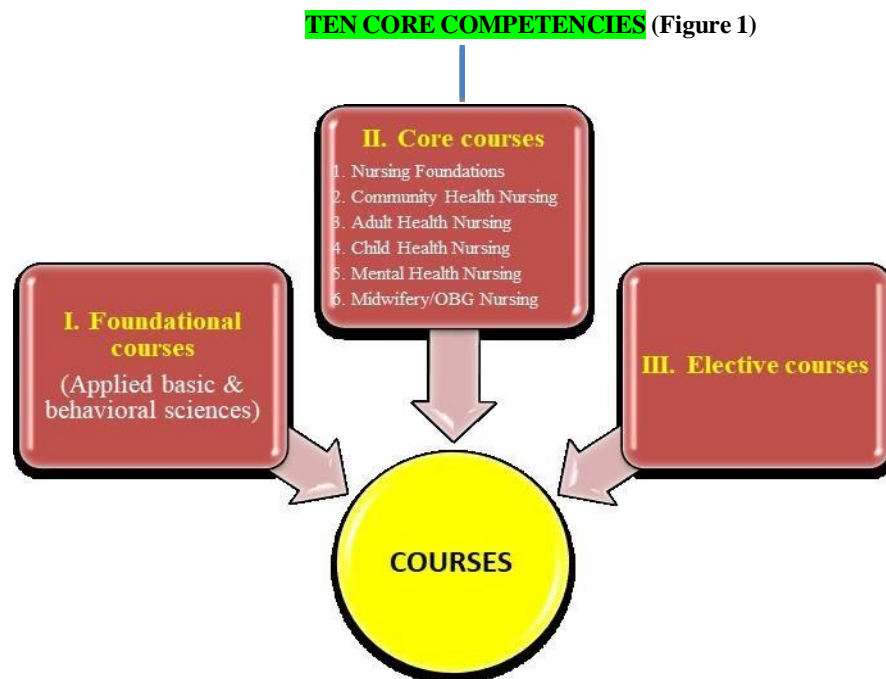 TEN CORE COMPETENCIES (Figure 1)
II. Core courses
1. Nursing Foundations
2. Community Health Nursing
3. Adult Health Nursing
4. Child Health Nursing
5. Mental Health Nursing
6. Midwifery/OBG Nursing
I. Foundational
courses
(Applied basic &
behavioral sciences)
III. Elective courses
COURSES